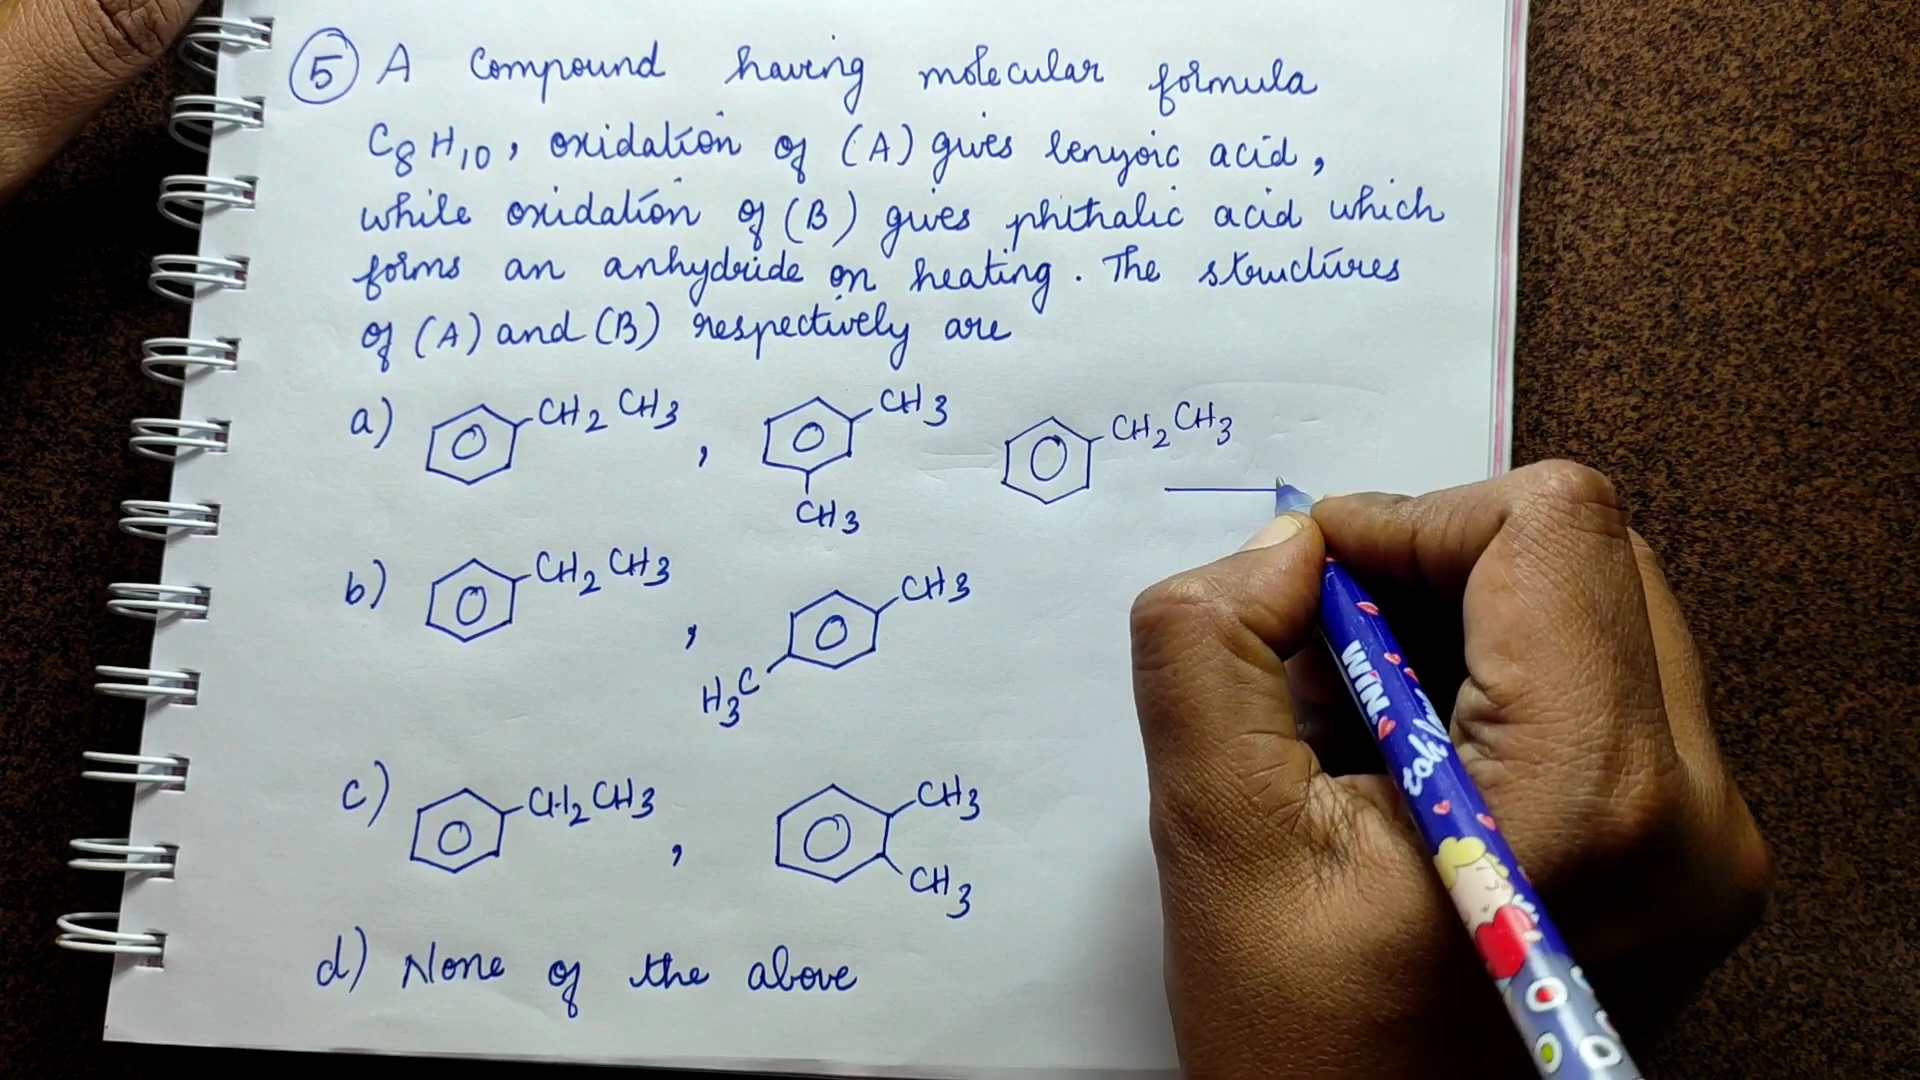 5 A Compound having molecular formula
C8H10, oxidation of (A) gives benzoic acid,
while oxidation of (B) gives phthalic acid which
forms an anhydride on heating. The structures
of (A) and (B) respectively are
a) CH2CH3, CH3 CH2CH3
CH3
b) CH2CH3, CH3
H3C
c) CH2CH3, CH3
CH3
d) None of the above
WIN